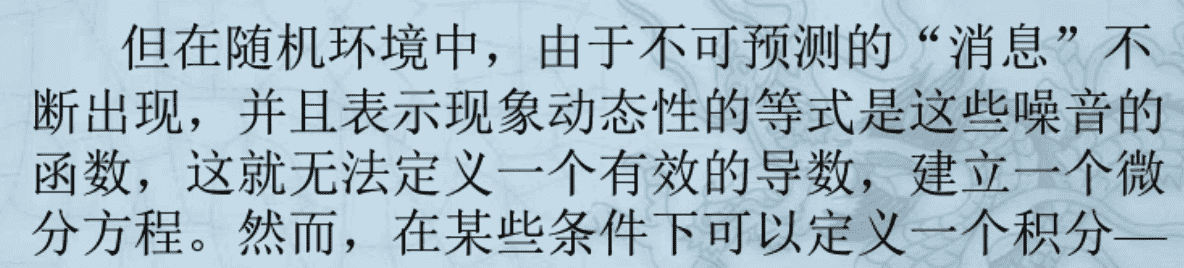 但在随机环境中，由于不可预测的“消息”不
断出现，并且表示现象动态性的等式是这些噪音的
函数，这就无法定义一个有效的导数，建立一个微
分方程。然而，在某些条件下可以定义一个积分—